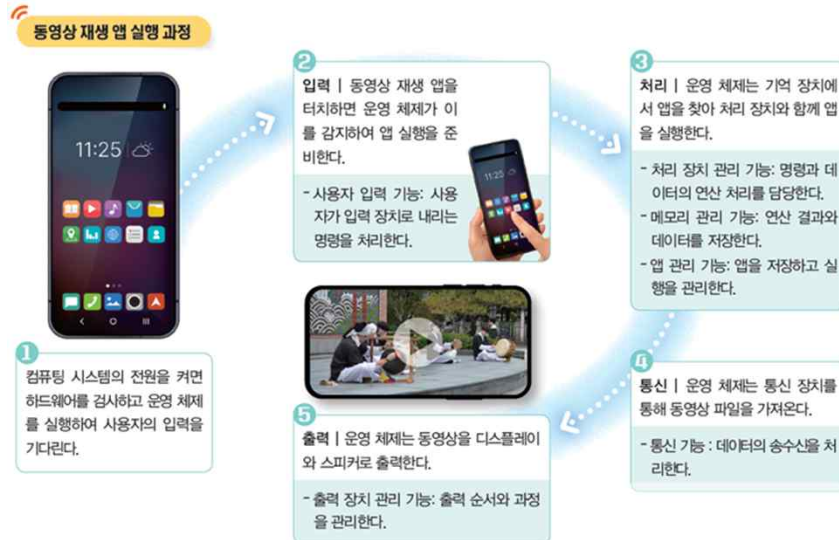 동영상 재생 앱 실행 과정
11:25
1
컴퓨팅 시스템의 전원을 켜면
하드웨어를 검사하고 운영 체제
를 실행하여 사용자의 입력을
기다린다.
2
입력 | 동영상 재생 앱을
터치하면 운영 체제가 이
를 감지하여 앱 실행을 준
비한다.
- 사용자 입력 기능: 사용
자가 입력 장치로 내리는
명령을 처리한다.
11:25
3
처리 | 운영 체제는 기억 장치에
서 앱을 찾아 처리 장치와 함께 앱
을 실행한다.
- 처리 장치 관리 기능: 명령과 데
이터의 연산 처리를 담당한다.
- 메모리 관리 기능: 연산 결과와
데이터를 저장한다.
- 앱 관리 기능: 앱을 저장하고 실
행을 관리한다.
4
통신 | 운영 체제는 통신 장치를
통해 동영상 파일을 가져온다.
- 통신 기능 : 데이터의 송수신을 처
리한다.
5
출력 | 운영 체제는 동영상을 디스플레이
와 스피커로 출력한다.
- 출력 장치 관리 기능: 출력 순서와 과정
을 관리한다.